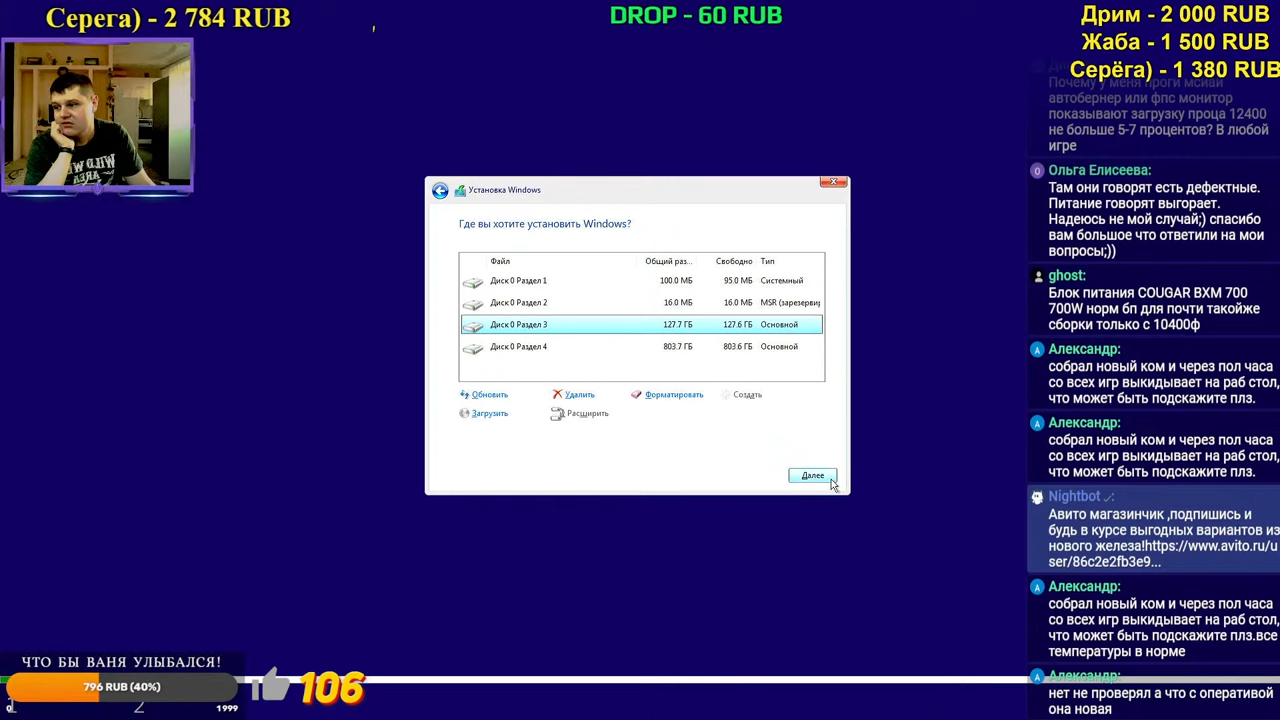 Серега) - 2 784 RUB
DROP - 60 RUB
Дрим - 2 000 RUB
Жаба - 1 500 RUB
Серёга) - 1 380 RUB
Почему у меня проги мсиай
автобернер или фпс монитор
показывают загрузку проца 12400
не больше 5-7 процентов? В любой
игре
Ольга Елисеева:
Там они говорят есть дефектные.
Питание говорят выгорает.
Надеюсь не мой случай;) спасибо
вам большое что ответили на мои
вопросы;))
ghost:
Блок питания COUGAR BXM 700
700W норм бп для почти такойже
сборки только с 10400ф
Александр:
собрал новый ком и через пол часа
со всех игр выкидывает на раб стол,
что может быть подскажите плз.
Александр:
собрал новый ком и через пол часа
со всех игр выкидывает на раб стол,
что может быть подскажите плз.
Nightbot:
Авито магазинчик ,подпишись и
будь в курсе выгодных вариантов из
нового железа!https://www.avito.ru/u
ser/86c2e2fb3e9...
Александр:
собрал новый ком и через пол часа
со всех игр выкидывает на раб стол,
что может быть подскажите плз.все
температуры в норме
Александр:
нет не проверял а что с оперативой
она новая
WILD W
AREA
Установка Windows
Где вы хотите установить Windows?
Файл Общий раз... Свободно Тип
Диск 0 Раздел 1 100.0 МБ 95.0 МБ Системный
Диск 0 Раздел 2 16.0 МБ 16.0 МБ MSR (зарезерви
Диск 0 Раздел 3 127.7 ГБ 127.6 ГБ Основной
Диск 0 Раздел 4 803.7 ГБ 803.6 ГБ Основной
Обновить Удалить Форматировать Создать
Загрузить Расширить
Далее
ЧТО БЫ ВАНЯ УЛЫБАЛСЯ!
796 RUB (40%)
0 1999
1 2
106